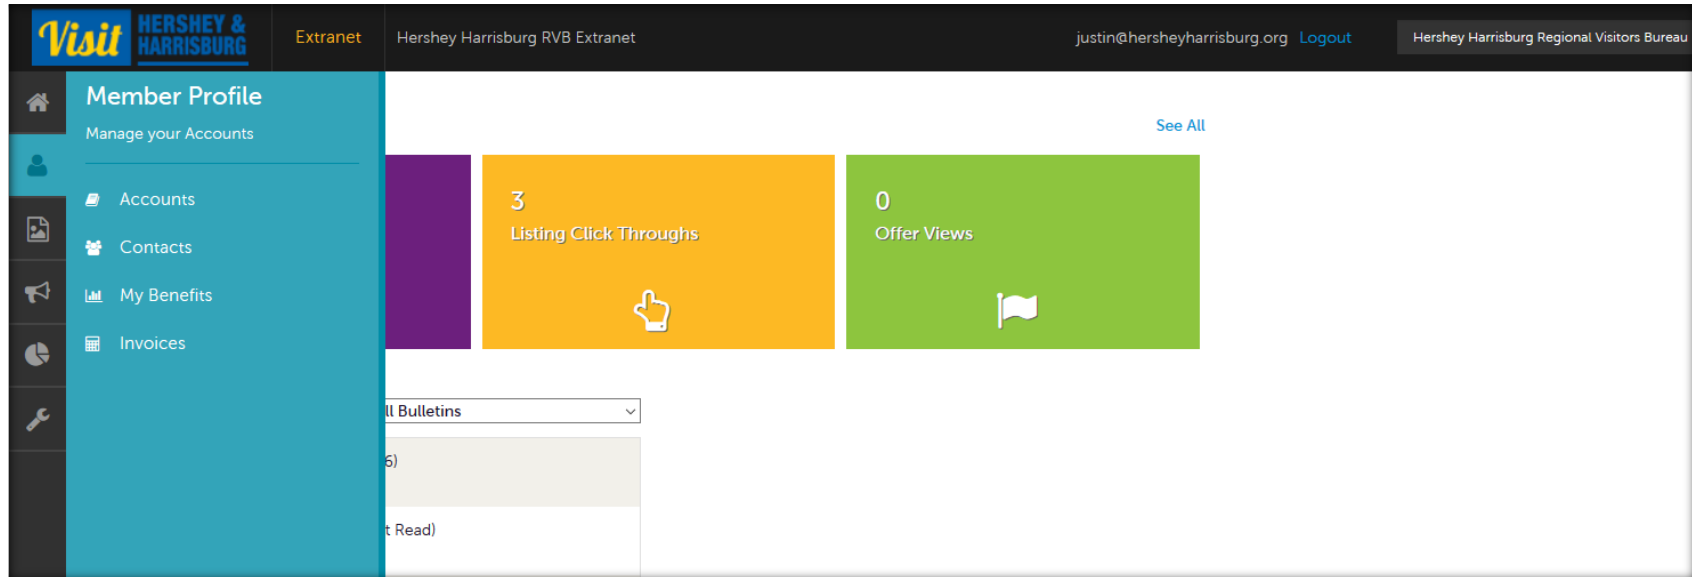 Visit HERSHEY &
HARRISBURG
Extranet
Hershey Harrisburg RVB Extranet
justin@hersheyharrisburg.org Logout
Hershey Harrisburg Regional Visitors Bureau
Member Profile
Manage your Accounts
Accounts
Contacts
My Benefits
Invoices
See All
3
Listing Click Throughs
0
Offer Views
ll Bulletins
6)
t Read)